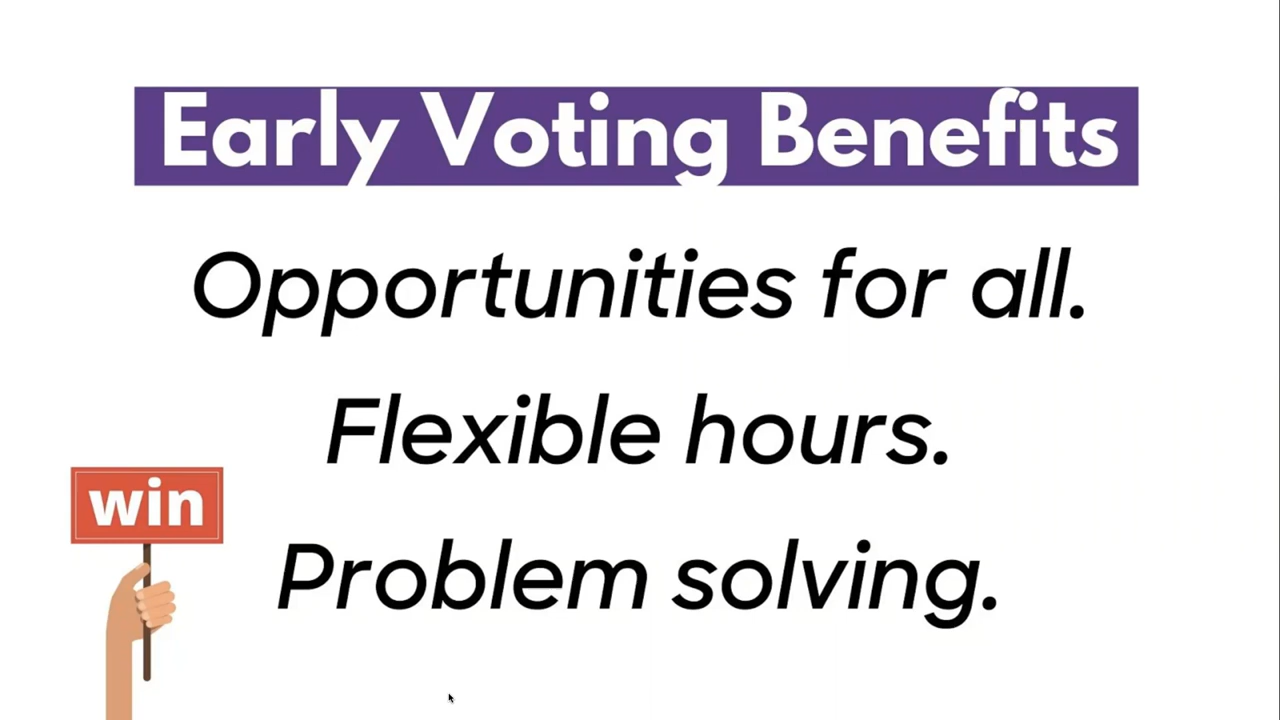 Early Voting Benefits
Opportunities for all.
Flexible hours.
win
Problem solving.